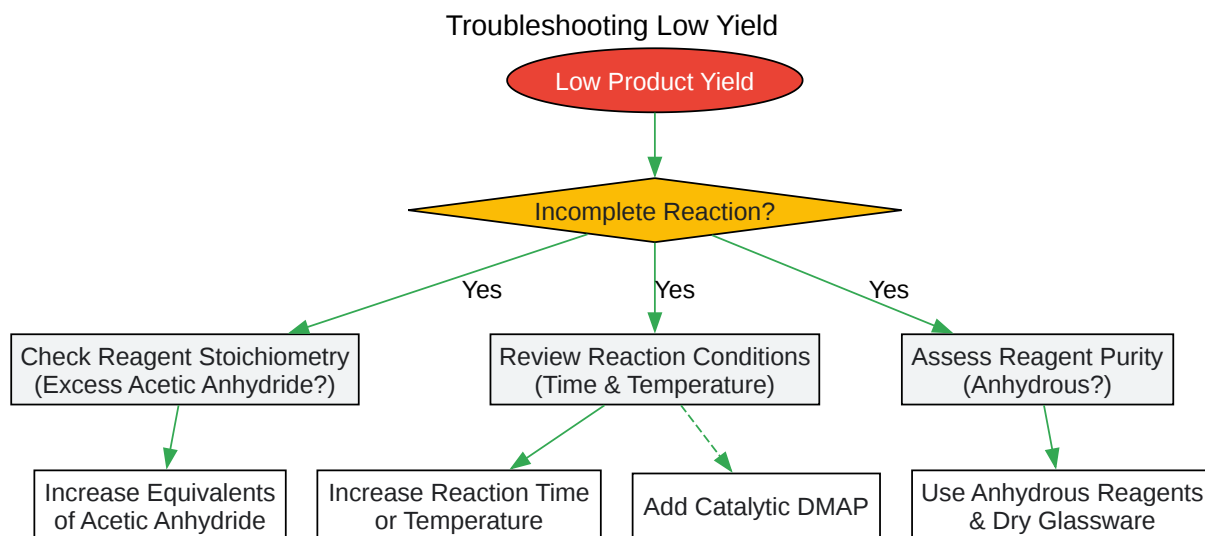 Troubleshooting Low Yield
Low Product Yield
Incomplete Reaction?
Yes
Yes
Yes
Check Reagent Stoichiometry
(Excess Acetic Anhydride?)
Review Reaction Conditions
(Time & Temperature)
Assess Reagent Purity
(Anhydrous?)
Increase Equivalents
of Acetic Anhydride
Increase Reaction Time
or Temperature
Add Catalytic DMAP
Use Anhydrous Reagents
& Dry Glassware